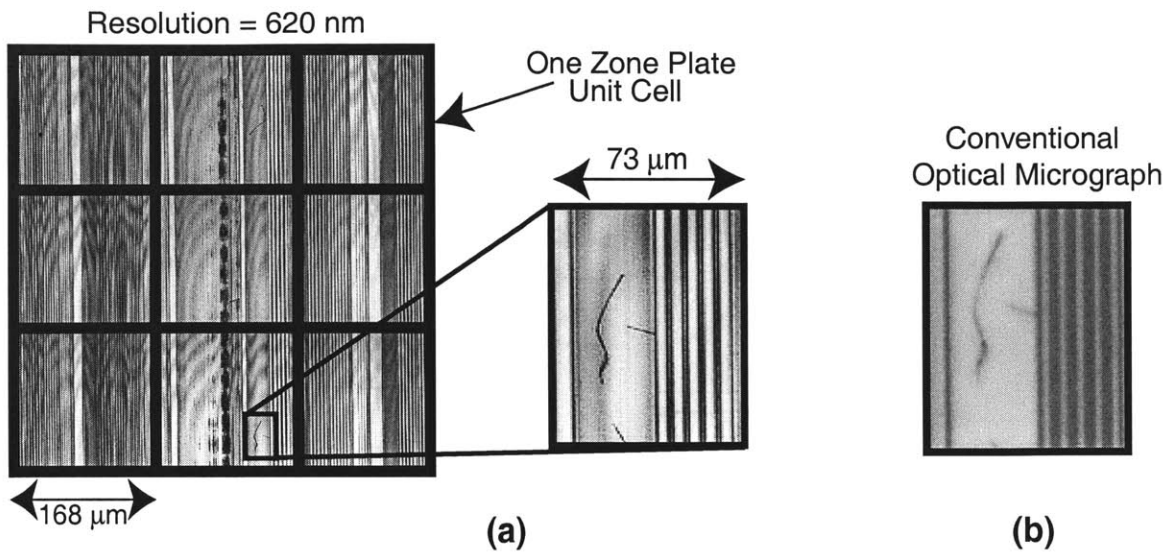 Resolution = 620 nm
One Zone Plate
Unit Cell
73 μm
Conventional
Optical Micrograph
168 μm
(a)
(b)